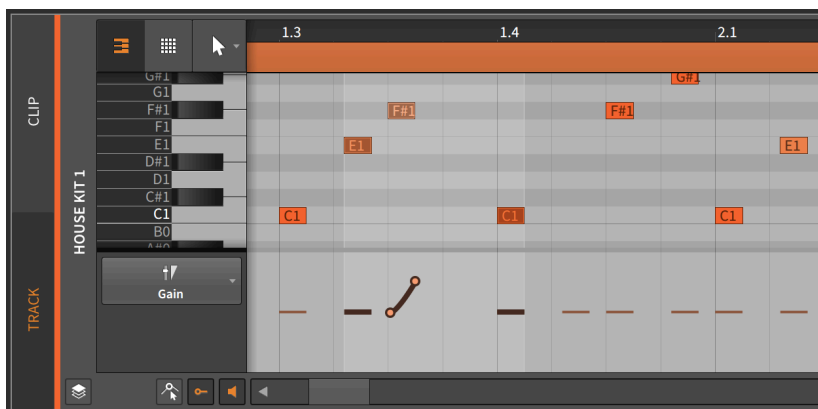 1.3 1.4 2.1
CLIP
TRACK
HOUSE KIT 1
G#1
G1
F#1
F1
E1
D#1
D1
C#1
C1
B0
A#0
G#1
F#1 F#1
E1 E1
C1 C1 C1
Gain